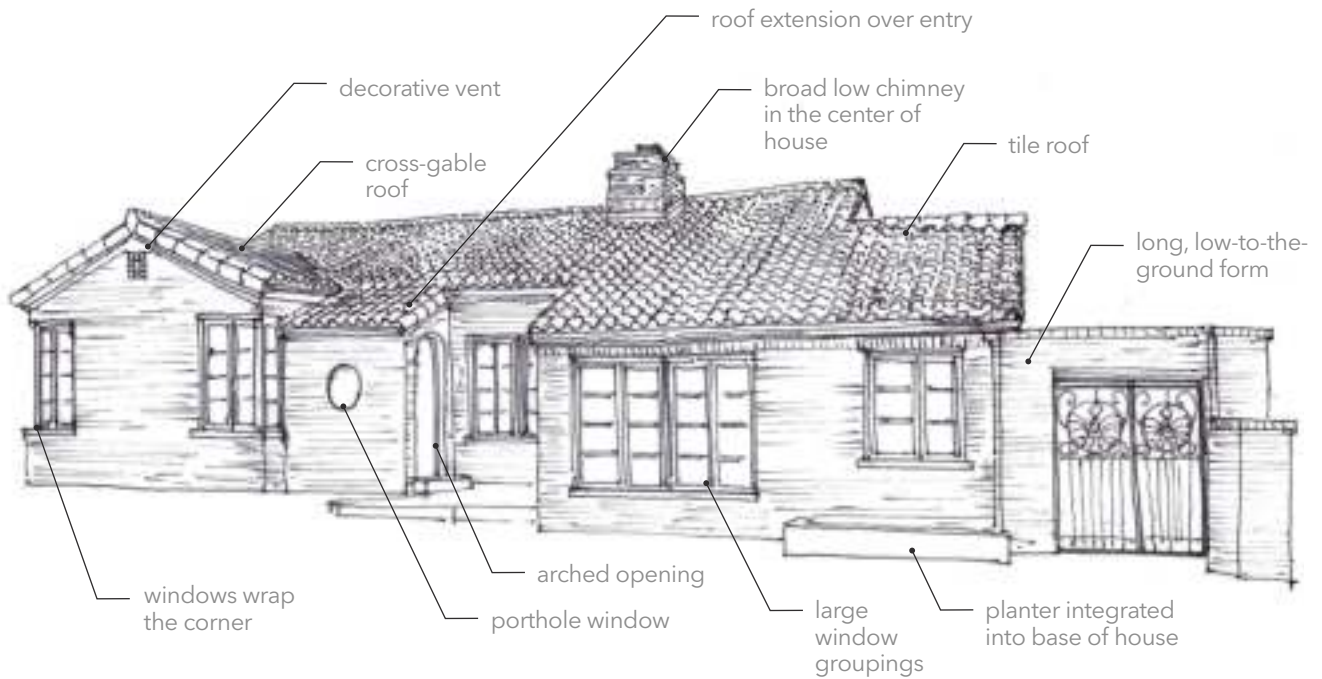 roof extension over entry
decorative vent
broad low chimney
in the center of
house
tile roof
cross-gable
roof
long, low-to-the-
ground form
arched opening
windows wrap
the corner
porthole window
large
window
groupings
planter integrated
into base of house